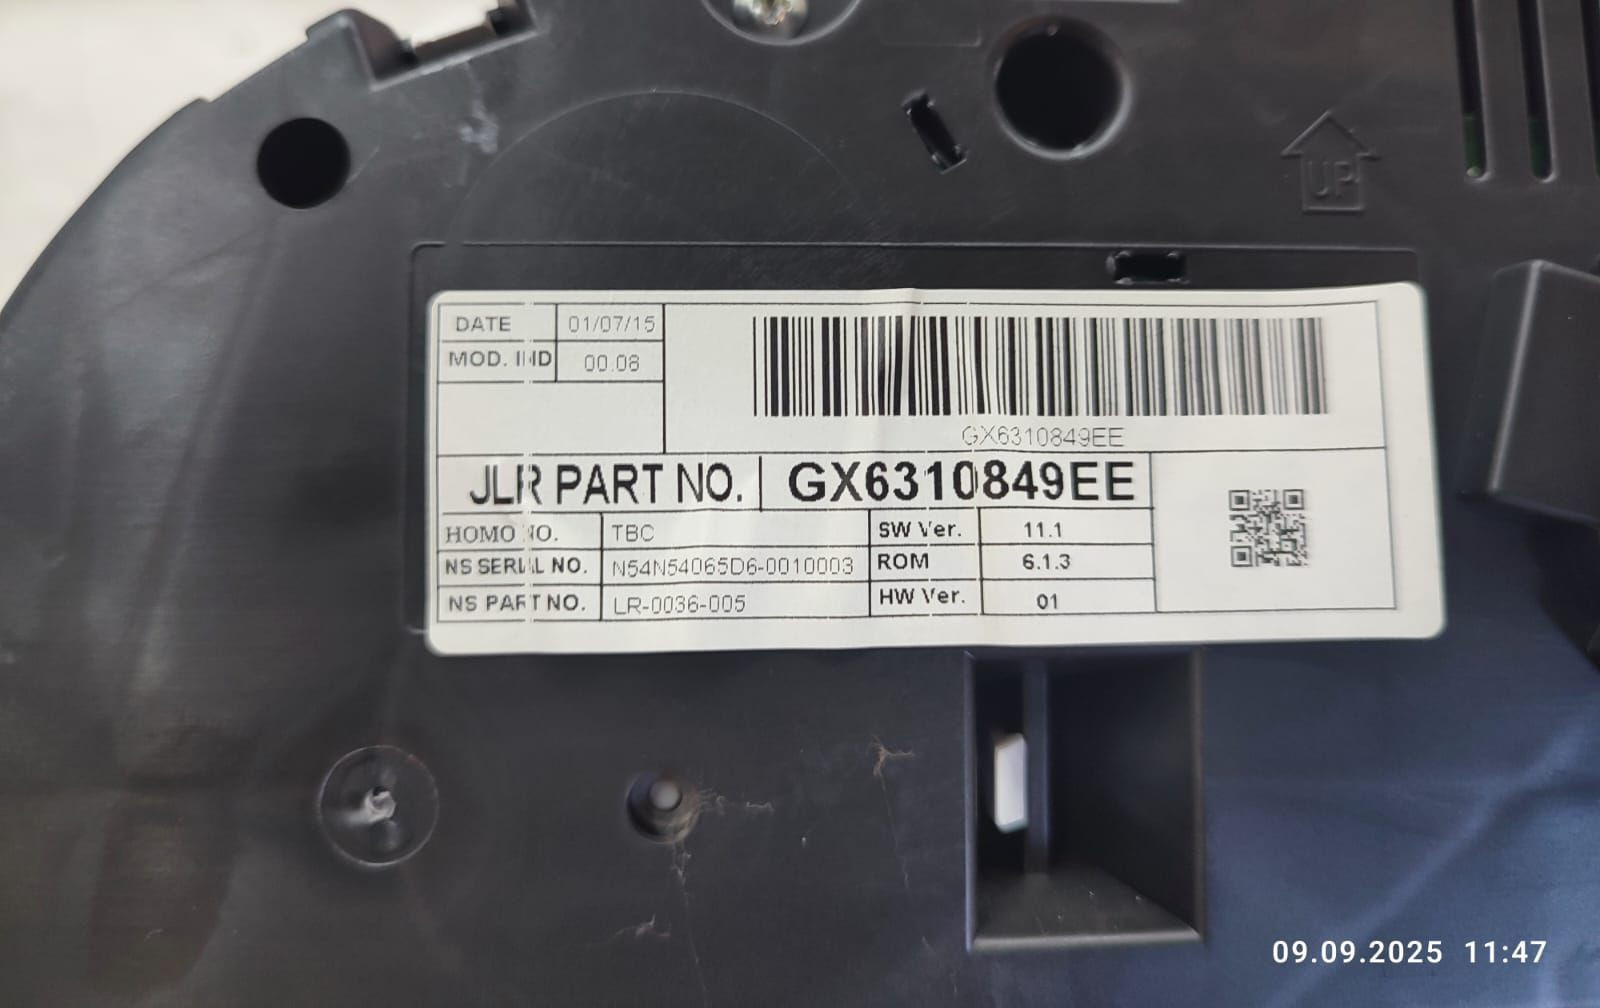 UP
DATE 01/07/15
MOD. IND 00.08
GX6310849EE
JLR PART NO. GX6310849EE
HOMO NO. TBC SW Ver. 11.1
NS SERIAL NO. N54N54065D6-0010003 ROM 6.1.3
NS PART NO. LR-0036-005 HW Ver. 01
09.09.2025 11:47